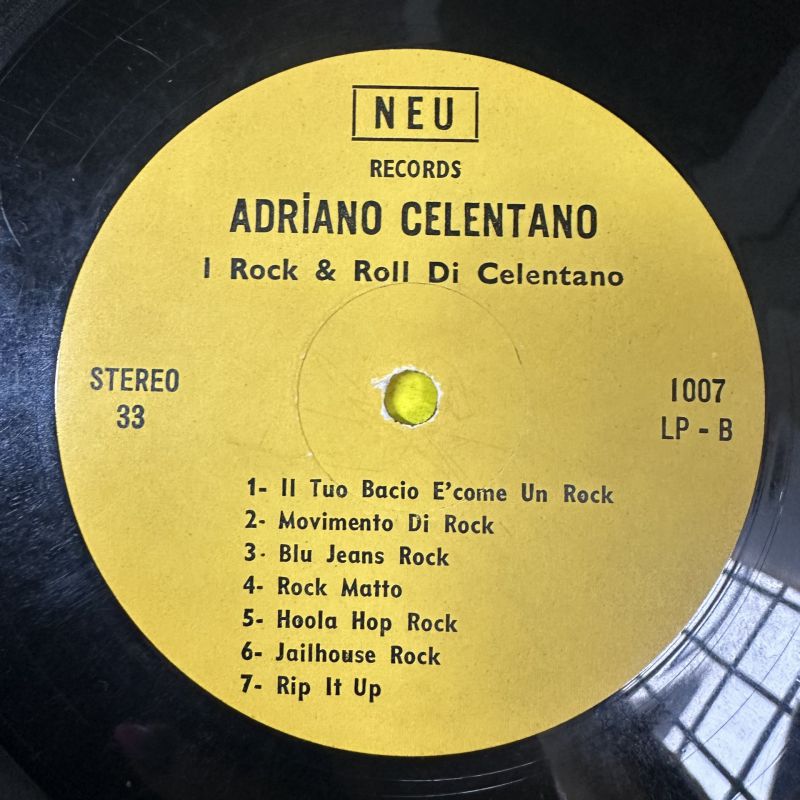 NEU
RECORDS
ADRİANO CELENTANO
I Rock & Roll Di Celentano
STEREO
33
1007
LP - B
1- Il Tuo Bacio E'come Un Rock
2- Movimento Di Rock
3- Blu Jeans Rock
4- Rock Matto
5- Hoola Hop Rock
6- Jailhouse Rock
7- Rip It Up